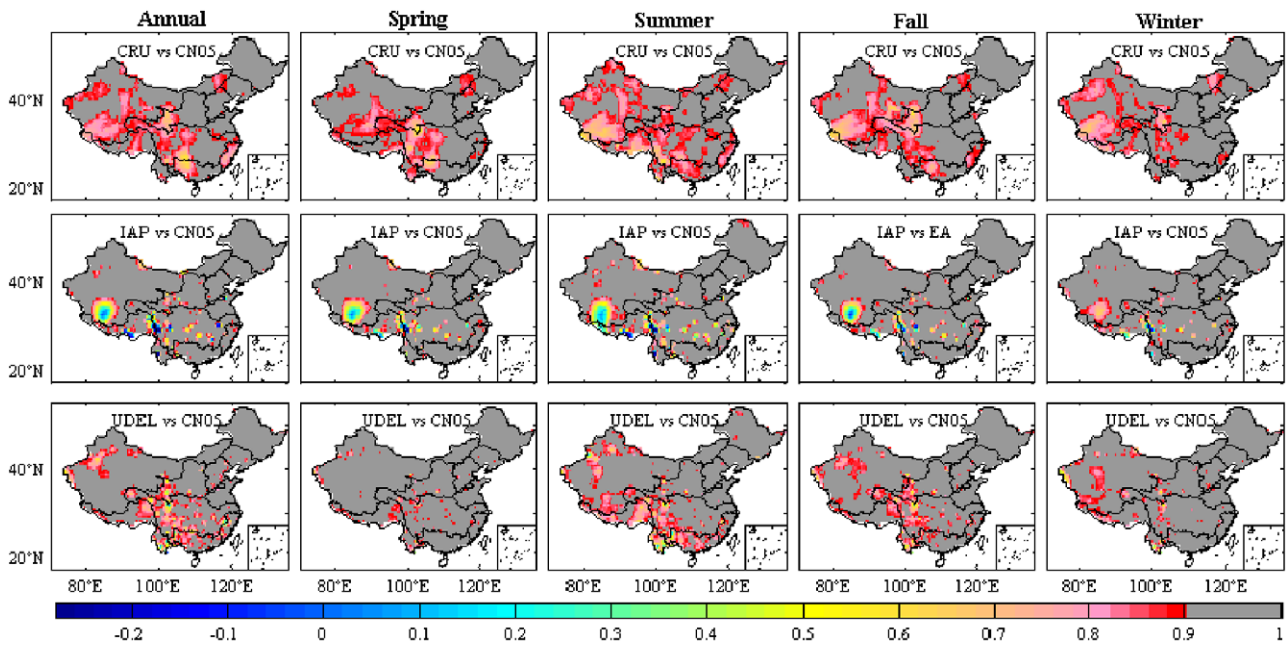 Annual Spring Summer Fall Winter
CRU vs CN05 CRU vs CN05 CRU vs CN05 CRU vs CN05 CRU vs CN05
40°N
20°N
IAP vs CN05 IAP vs CN05 IAP vs CN05 IAP vs EA IAP vs CN05
40°N
20°N
UDEL vs CN05 UDEL vs CN05 UDEL vs CN05 UDEL vs CN05 UDEL vs CN05
40°N
20°N
80°E 100°E 120°E 80°E 100°E 120°E 80°E 100°E 120°E 80°E 100°E 120°E 80°E 100°E 120°E
-0.2 -0.1 0 0.1 0.2 0.3 0.4 0.5 0.6 0.7 0.8 0.9 1